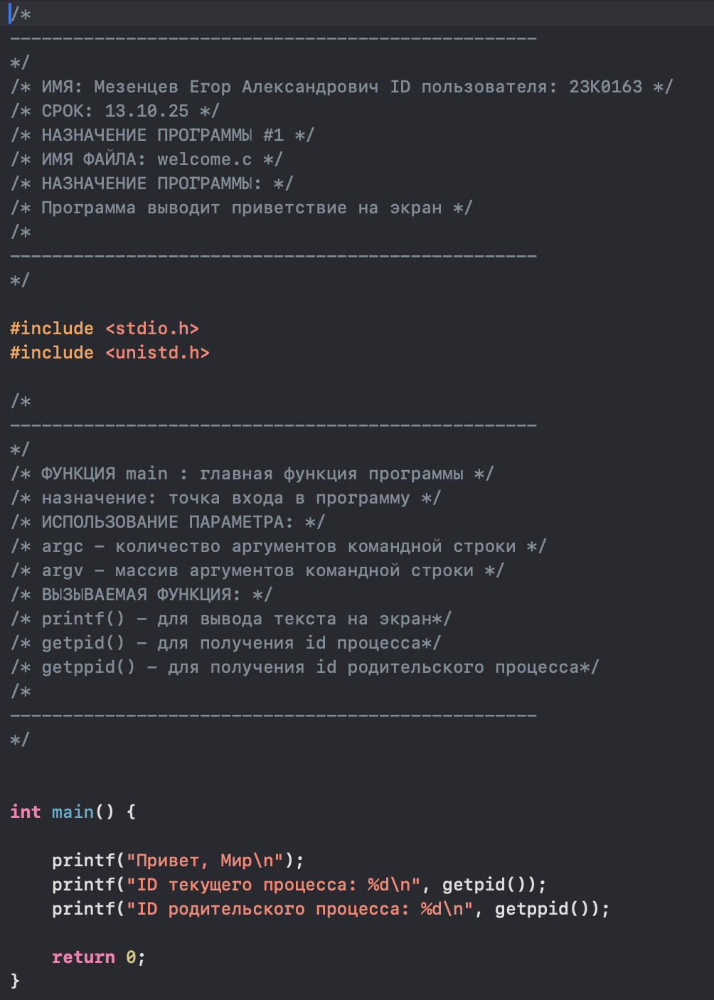 /*
--------------------------------------------------
*/
/* ИМЯ: Мезенцев Егор Александрович ID пользователя: 23К0163 */
/* СРОК: 13.10.25 */
/* НАЗНАЧЕНИЕ ПРОГРАММЫ #1 */
/* ИМЯ ФАЙЛА: welcome.c */
/* НАЗНАЧЕНИЕ ПРОГРАММЫ: */
/* Программа выводит приветствие на экран */
/*
--------------------------------------------------
*/
#include <stdio.h>
#include <unistd.h>
/*
--------------------------------------------------
*/
/* ФУНКЦИЯ main : главная функция программы */
/* назначение: точка входа в программу */
/* ИСПОЛЬЗОВАНИЕ ПАРАМЕТРА: */
/* argc – количество аргументов командной строки */
/* argv – массив аргументов командной строки */
/* ВЫЗЫВАЕМАЯ ФУНКЦИЯ: */
/* printf() – для вывода текста на экран*/
/* getpid() – для получения id процесса*/
/* getppid() – для получения id родительского процесса*/
/*
--------------------------------------------------
*/
int main() {
    printf("Привет, Мир\n");
    printf("ID текущего процесса: %d\n", getpid());
    printf("ID родительского процесса: %d\n", getppid());
    return 0;
}